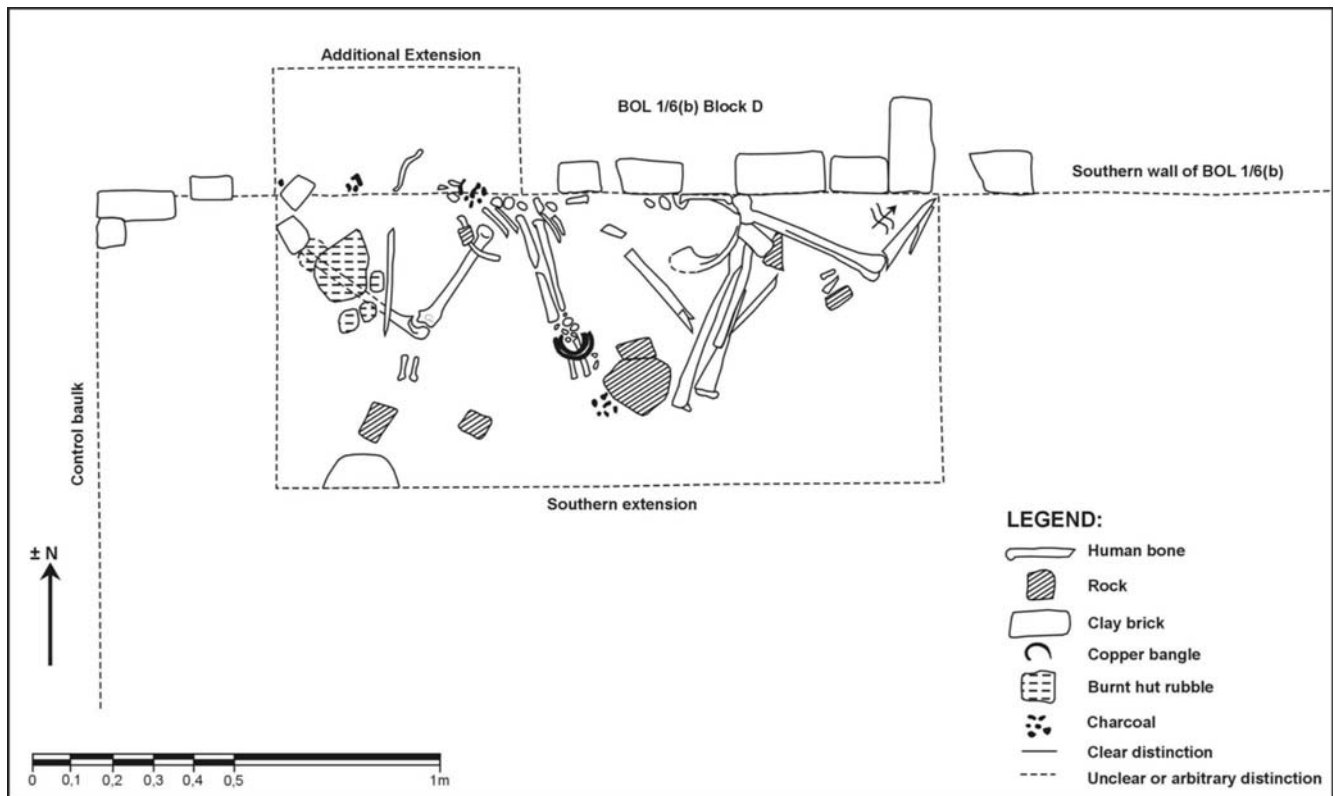 Additional Extension
BOL 1/6(b) Block D
Southern wall of BOL 1/6(b)
Control baulk
Southern extension
± N
LEGEND:
Human bone
Rock
Clay brick
Copper bangle
Burnt hut rubble
Charcoal
Clear distinction
Unclear or arbitrary distinction
0 0,1 0,2 0,3 0,4 0,5 1m